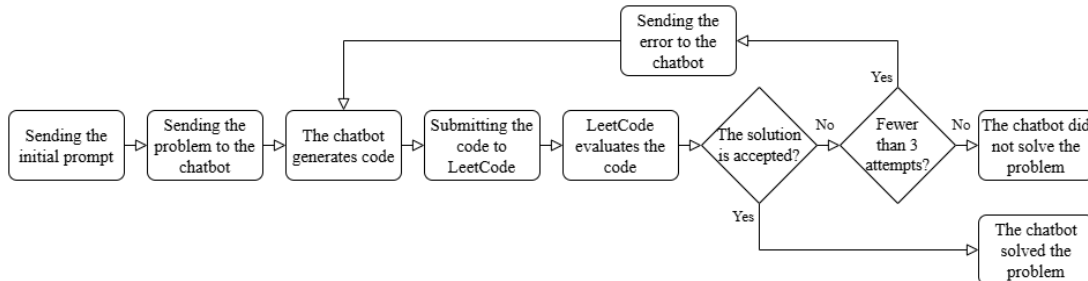 Sending the
error to the
chatbot
Yes
Sending the
initial prompt
Sending the
problem to the
chatbot
The chatbot
generates code
Submitting the
code to
LeetCode
LeetCode
evaluates the
code
The solution
is accepted?
No
Fewer
than 3
attempts?
No
The chatbot did
not solve the
problem
Yes
The chatbot
solved the
problem